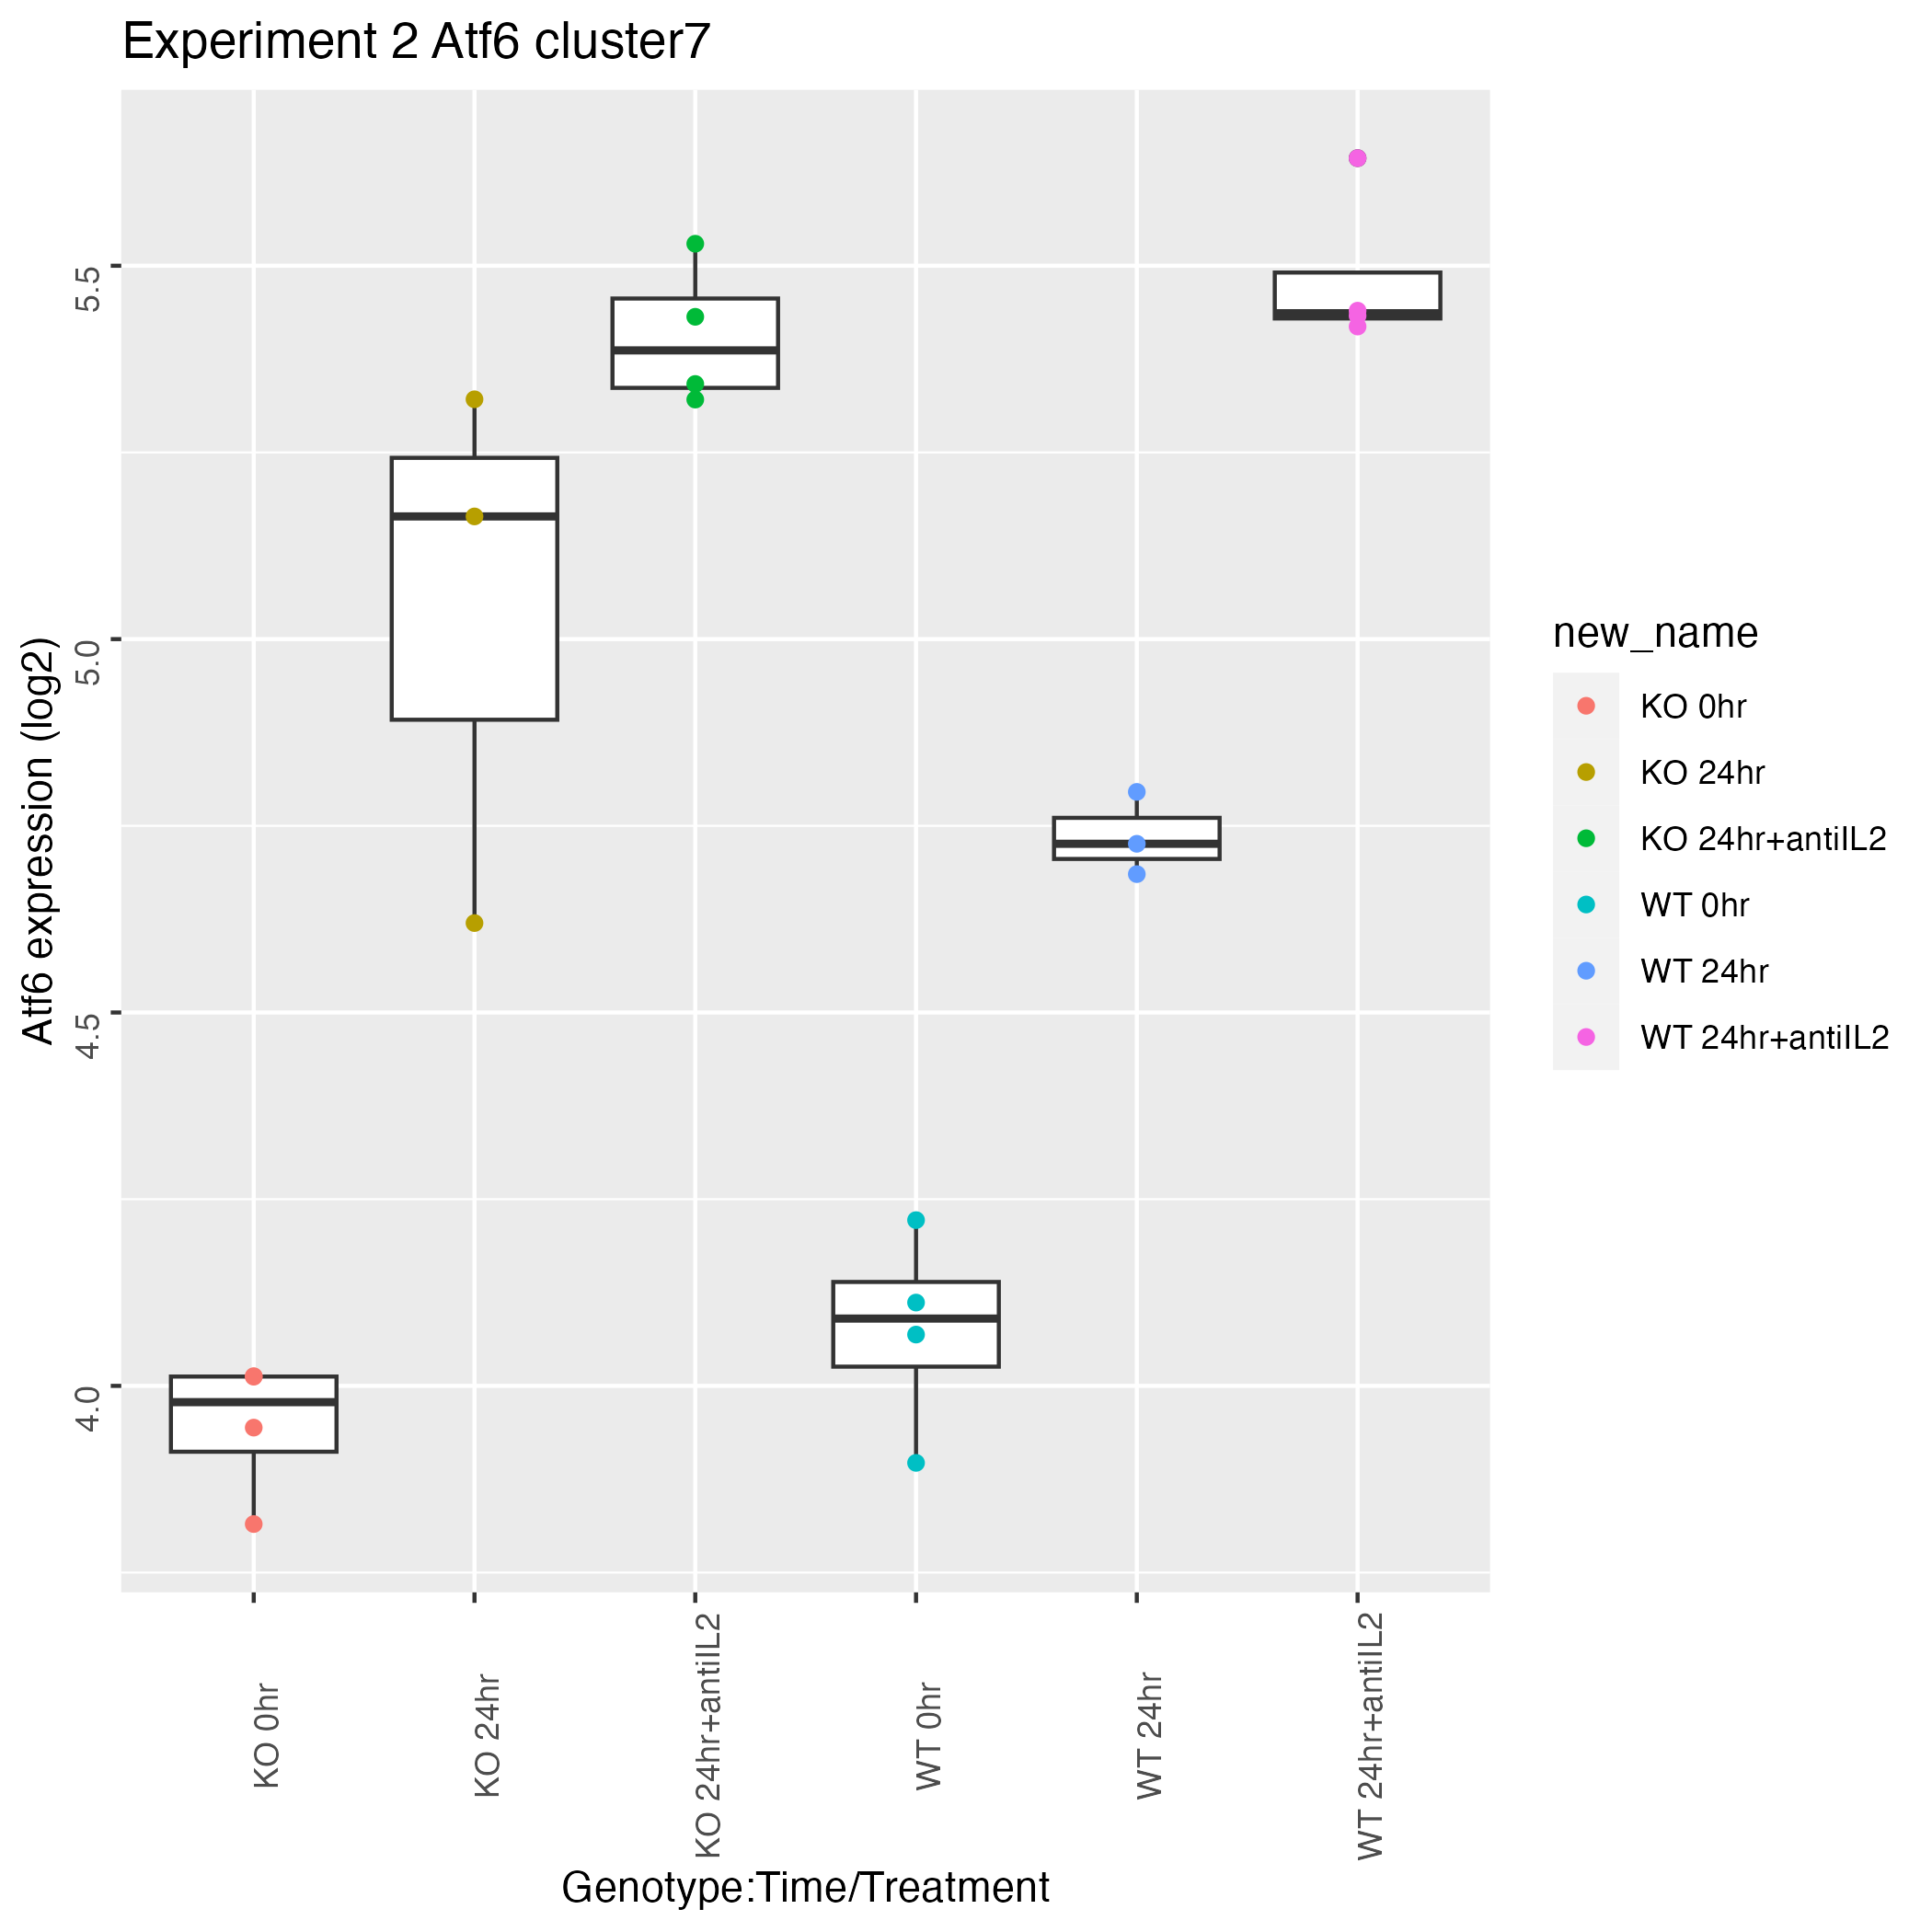 Experiment 2 Atf6 cluster7
Atf6 expression (log2)
5.5
5.0
4.5
4.0
KO 0hr
KO 24hr
KO 24hr+antiIL2
WT 0hr
WT 24hr
WT 24hr+antiIL2
Genotype:Time/Treatment
new_name
KO 0hr
KO 24hr
KO 24hr+antiIL2
WT 0hr
WT 24hr
WT 24hr+antiIL2